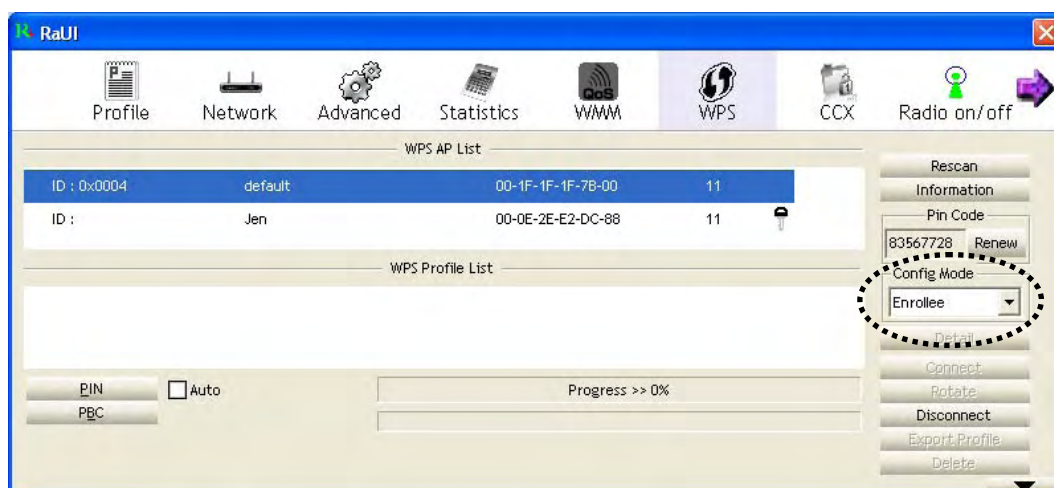 RaUI
Profile Network Advanced Statistics QoS WMM WPS CCX Radio on/off
WPS AP List
ID : 0x0004 default 00-1F-1F-1F-7B-00 11
ID : Jen 00-0E-2E-E2-DC-88 11
WPS Profile List
Rescan
Information
Pin Code
83567728 Renew
Config Mode
Enrollee
Detail
Connect
Rotate
Disconnect
Export Profile
Delete
PIN Auto Progress >> 0%
PBC